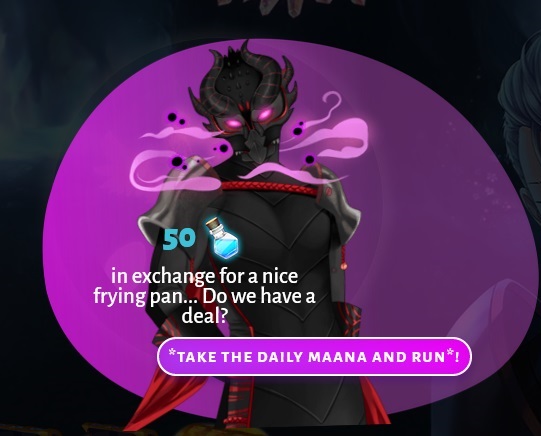 50
in exchange for a nice
frying pan... Do we have a
deal?
*TAKE THE DAILY MAANA AND RUN*!